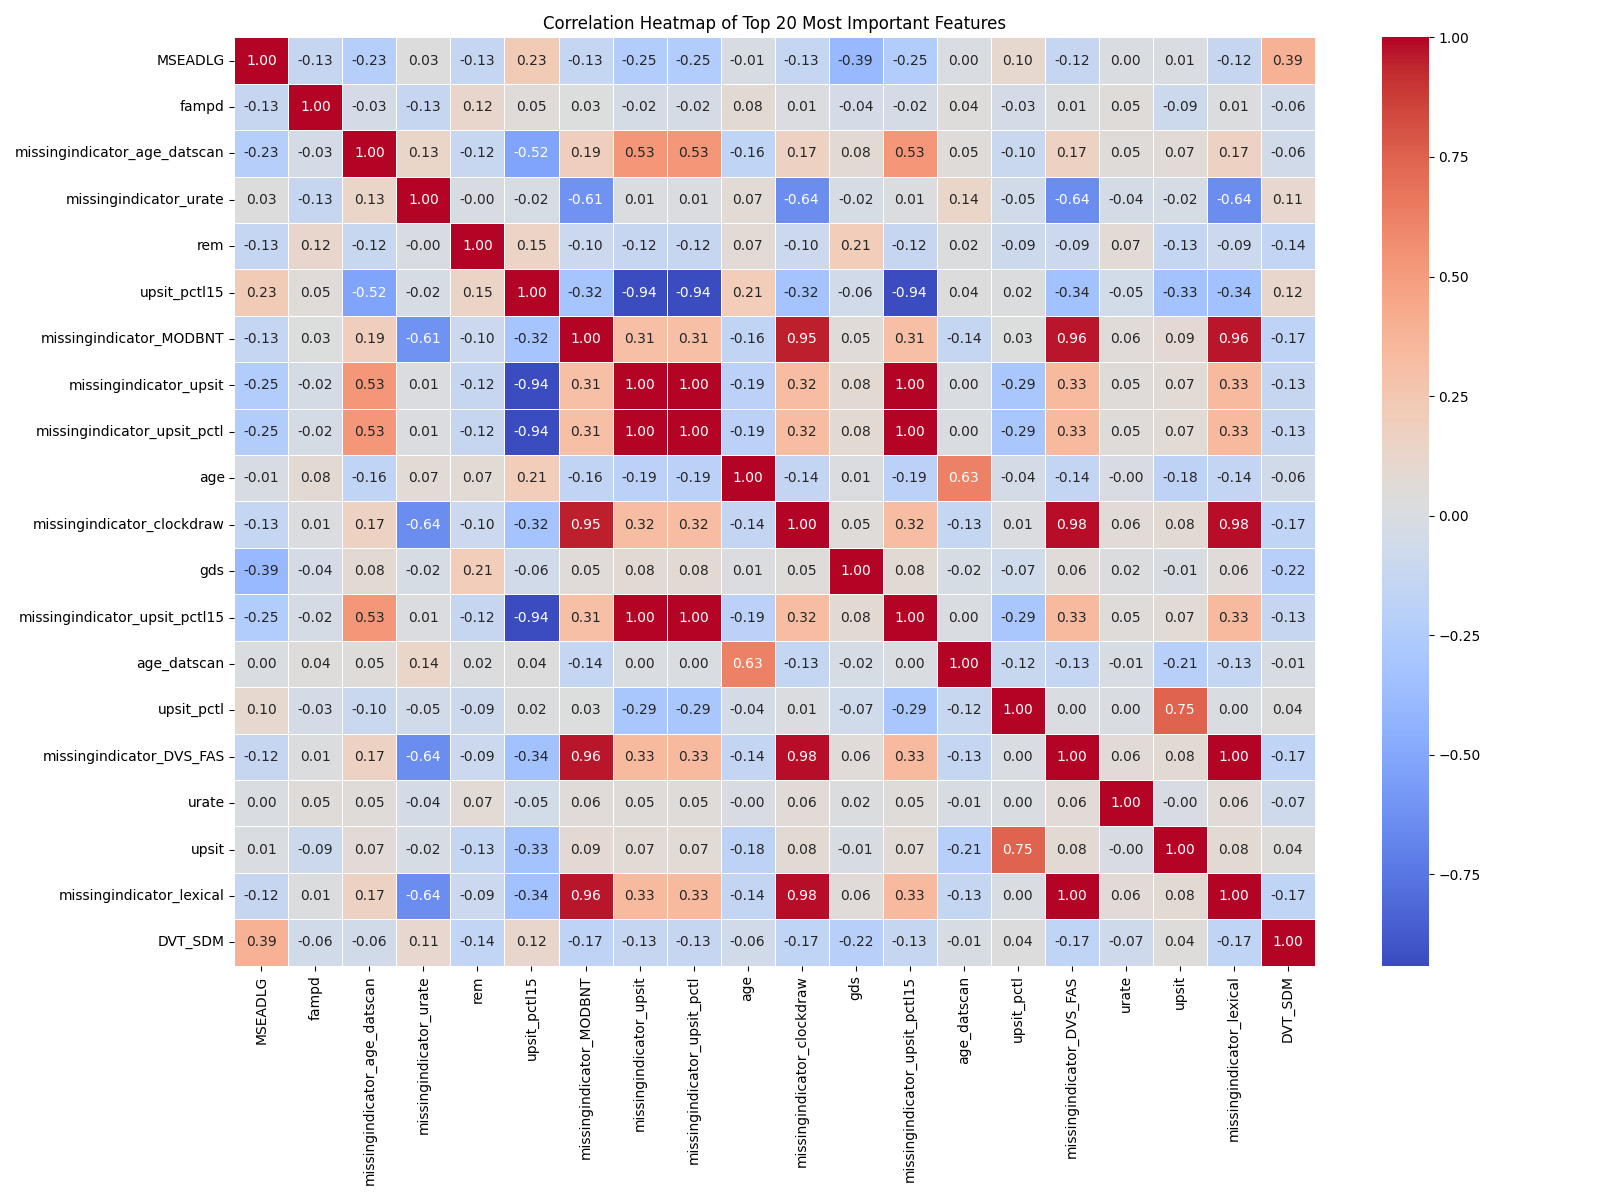 Correlation Heatmap of Top 20 Most Important Features
MSEADLG 1.00 -0.13 -0.23 0.03 -0.13 0.23 -0.13 -0.25 -0.25 -0.01 -0.13 -0.39 -0.25 0.00 0.10 -0.12 0.00 0.01 -0.12 0.39
fampd -0.13 1.00 -0.03 -0.13 0.12 0.05 0.03 -0.02 -0.02 0.08 0.01 -0.04 -0.02 0.04 -0.03 0.01 0.05 -0.09 0.01 -0.06
missingindicator_age_datscan -0.23 -0.03 1.00 0.13 -0.12 -0.52 0.19 0.53 0.53 -0.16 0.17 0.08 0.53 0.05 -0.10 0.17 0.05 0.07 0.17 -0.06
missingindicator_urate 0.03 -0.13 0.13 1.00 -0.00 -0.02 -0.61 0.01 0.01 0.07 -0.64 -0.02 0.01 0.14 -0.05 -0.64 -0.04 -0.02 -0.64 0.11
rem -0.13 0.12 -0.12 -0.00 1.00 0.15 -0.10 -0.12 -0.12 0.07 -0.10 0.21 -0.12 0.02 -0.09 -0.09 0.07 -0.13 -0.09 -0.14
upsit_pctl15 0.23 0.05 -0.52 -0.02 0.15 1.00 -0.32 -0.94 -0.94 0.21 -0.32 -0.06 -0.94 0.04 0.02 -0.34 -0.05 -0.33 -0.34 0.12
missingindicator_MODBNT -0.13 0.03 0.19 -0.61 -0.10 -0.32 1.00 0.31 0.31 -0.16 0.95 0.05 0.31 -0.14 0.03 0.96 0.06 0.09 0.96 -0.17
missingindicator_upsit -0.25 -0.02 0.53 0.01 -0.12 -0.94 0.31 1.00 1.00 -0.19 0.32 0.08 1.00 0.00 -0.29 0.33 0.05 0.07 0.33 -0.13
missingindicator_upsit_pctl -0.25 -0.02 0.53 0.01 -0.12 -0.94 0.31 1.00 1.00 -0.19 0.32 0.08 1.00 0.00 -0.29 0.33 0.05 0.07 0.33 -0.13
age -0.01 0.08 -0.16 0.07 0.07 0.21 -0.16 -0.19 -0.19 1.00 -0.14 0.01 -0.19 0.63 -0.04 -0.14 -0.00 -0.18 -0.14 -0.06
missingindicator_clockdraw -0.13 0.01 0.17 -0.64 -0.10 -0.32 0.95 0.32 0.32 -0.14 1.00 0.05 0.32 -0.13 0.01 0.98 0.06 0.08 0.98 -0.17
gds -0.39 -0.04 0.08 -0.02 0.21 -0.06 0.05 0.08 0.08 0.01 0.05 1.00 0.08 -0.02 -0.07 0.06 0.02 -0.01 0.06 -0.22
missingindicator_upsit_pctl15 -0.25 -0.02 0.53 0.01 -0.12 -0.94 0.31 1.00 1.00 -0.19 0.32 0.08 1.00 0.00 -0.29 0.33 0.05 0.07 0.33 -0.13
age_datscan 0.00 0.04 0.05 0.14 0.02 0.04 -0.14 0.00 0.00 0.63 -0.13 -0.02 0.00 1.00 -0.12 -0.13 -0.01 -0.21 -0.13 -0.01
upsit_pctl 0.10 -0.03 -0.10 -0.05 -0.09 0.02 0.03 -0.29 -0.29 -0.04 0.01 -0.07 -0.29 -0.12 1.00 0.00 0.00 0.75 0.00 0.04
missingindicator_DVS_FAS -0.12 0.01 0.17 -0.64 -0.09 -0.34 0.96 0.33 0.33 -0.14 0.98 0.06 0.33 -0.13 0.00 1.00 0.06 0.08 1.00 -0.17
urate 0.00 0.05 0.05 -0.04 0.07 -0.05 0.06 0.05 0.05 -0.00 0.06 0.02 0.05 -0.01 0.00 0.06 1.00 -0.00 0.06 -0.07
upsit 0.01 -0.09 0.07 -0.02 -0.13 -0.33 0.09 0.07 0.07 -0.18 0.08 -0.01 0.07 -0.21 0.75 0.08 -0.00 1.00 0.08 0.04
missingindicator_lexical -0.12 0.01 0.17 -0.64 -0.09 -0.34 0.96 0.33 0.33 -0.14 0.98 0.06 0.33 -0.13 0.00 1.00 0.06 0.08 1.00 -0.17
DVT_SDM 0.39 -0.06 -0.06 0.11 -0.14 0.12 -0.17 -0.13 -0.13 -0.06 -0.17 -0.22 -0.13 -0.01 0.04 -0.17 -0.07 0.04 -0.17 1.00
MSEADLG
fampd
missingindicator_age_datscan
missingindicator_urate
rem
upsit_pctl15
missingindicator_MODBNT
missingindicator_upsit
missingindicator_upsit_pctl
age
missingindicator_clockdraw
gds
missingindicator_upsit_pctl15
age_datscan
upsit_pctl
missingindicator_DVS_FAS
urate
upsit
missingindicator_lexical
DVT_SDM
1.00
0.75
0.50
0.25
0.00
−0.25
−0.50
−0.75